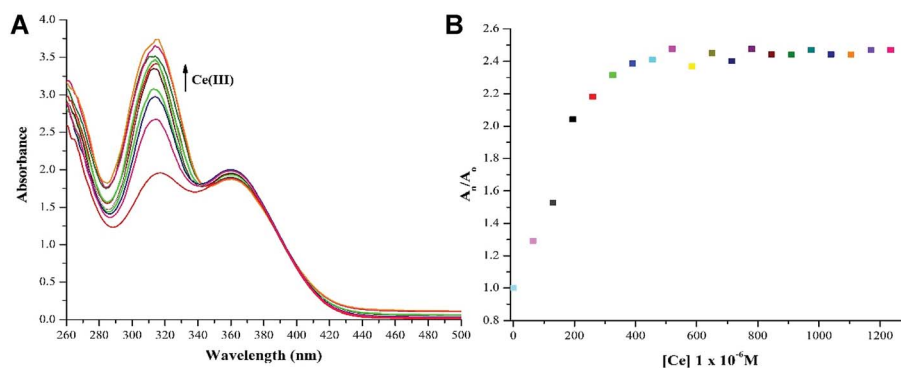 A
4.0
3.5
3.0
2.5
2.0
1.5
1.0
0.5
0.0
Absorbance
Ce(III)
260 280 300 320 340 360 380 400 420 440 460 480 500
Wavelength (nm)
B
2.6
2.4
2.2
2.0
1.8
1.6
1.4
1.2
1.0
0.8
Aₙ/Aₒ
0 200 400 600 800 1000 1200
[Ce] 1 x 10⁻⁶M